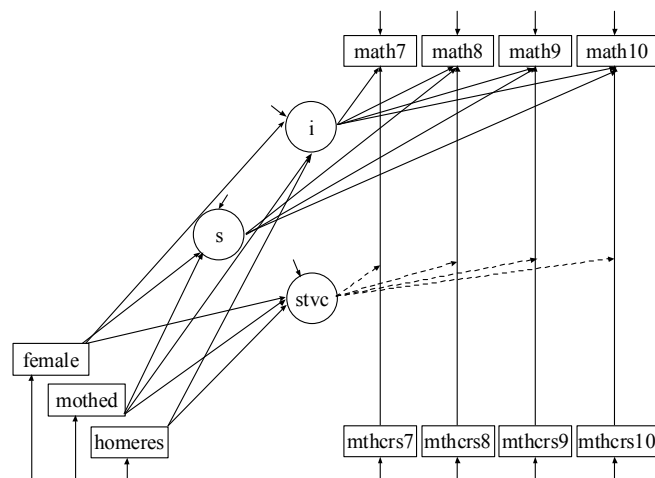 math7 math8 math9 math10
i
s
stvc
female
mothed
homeres
mthcrs7 mthcrs8 mthcrs9 mthcrs10